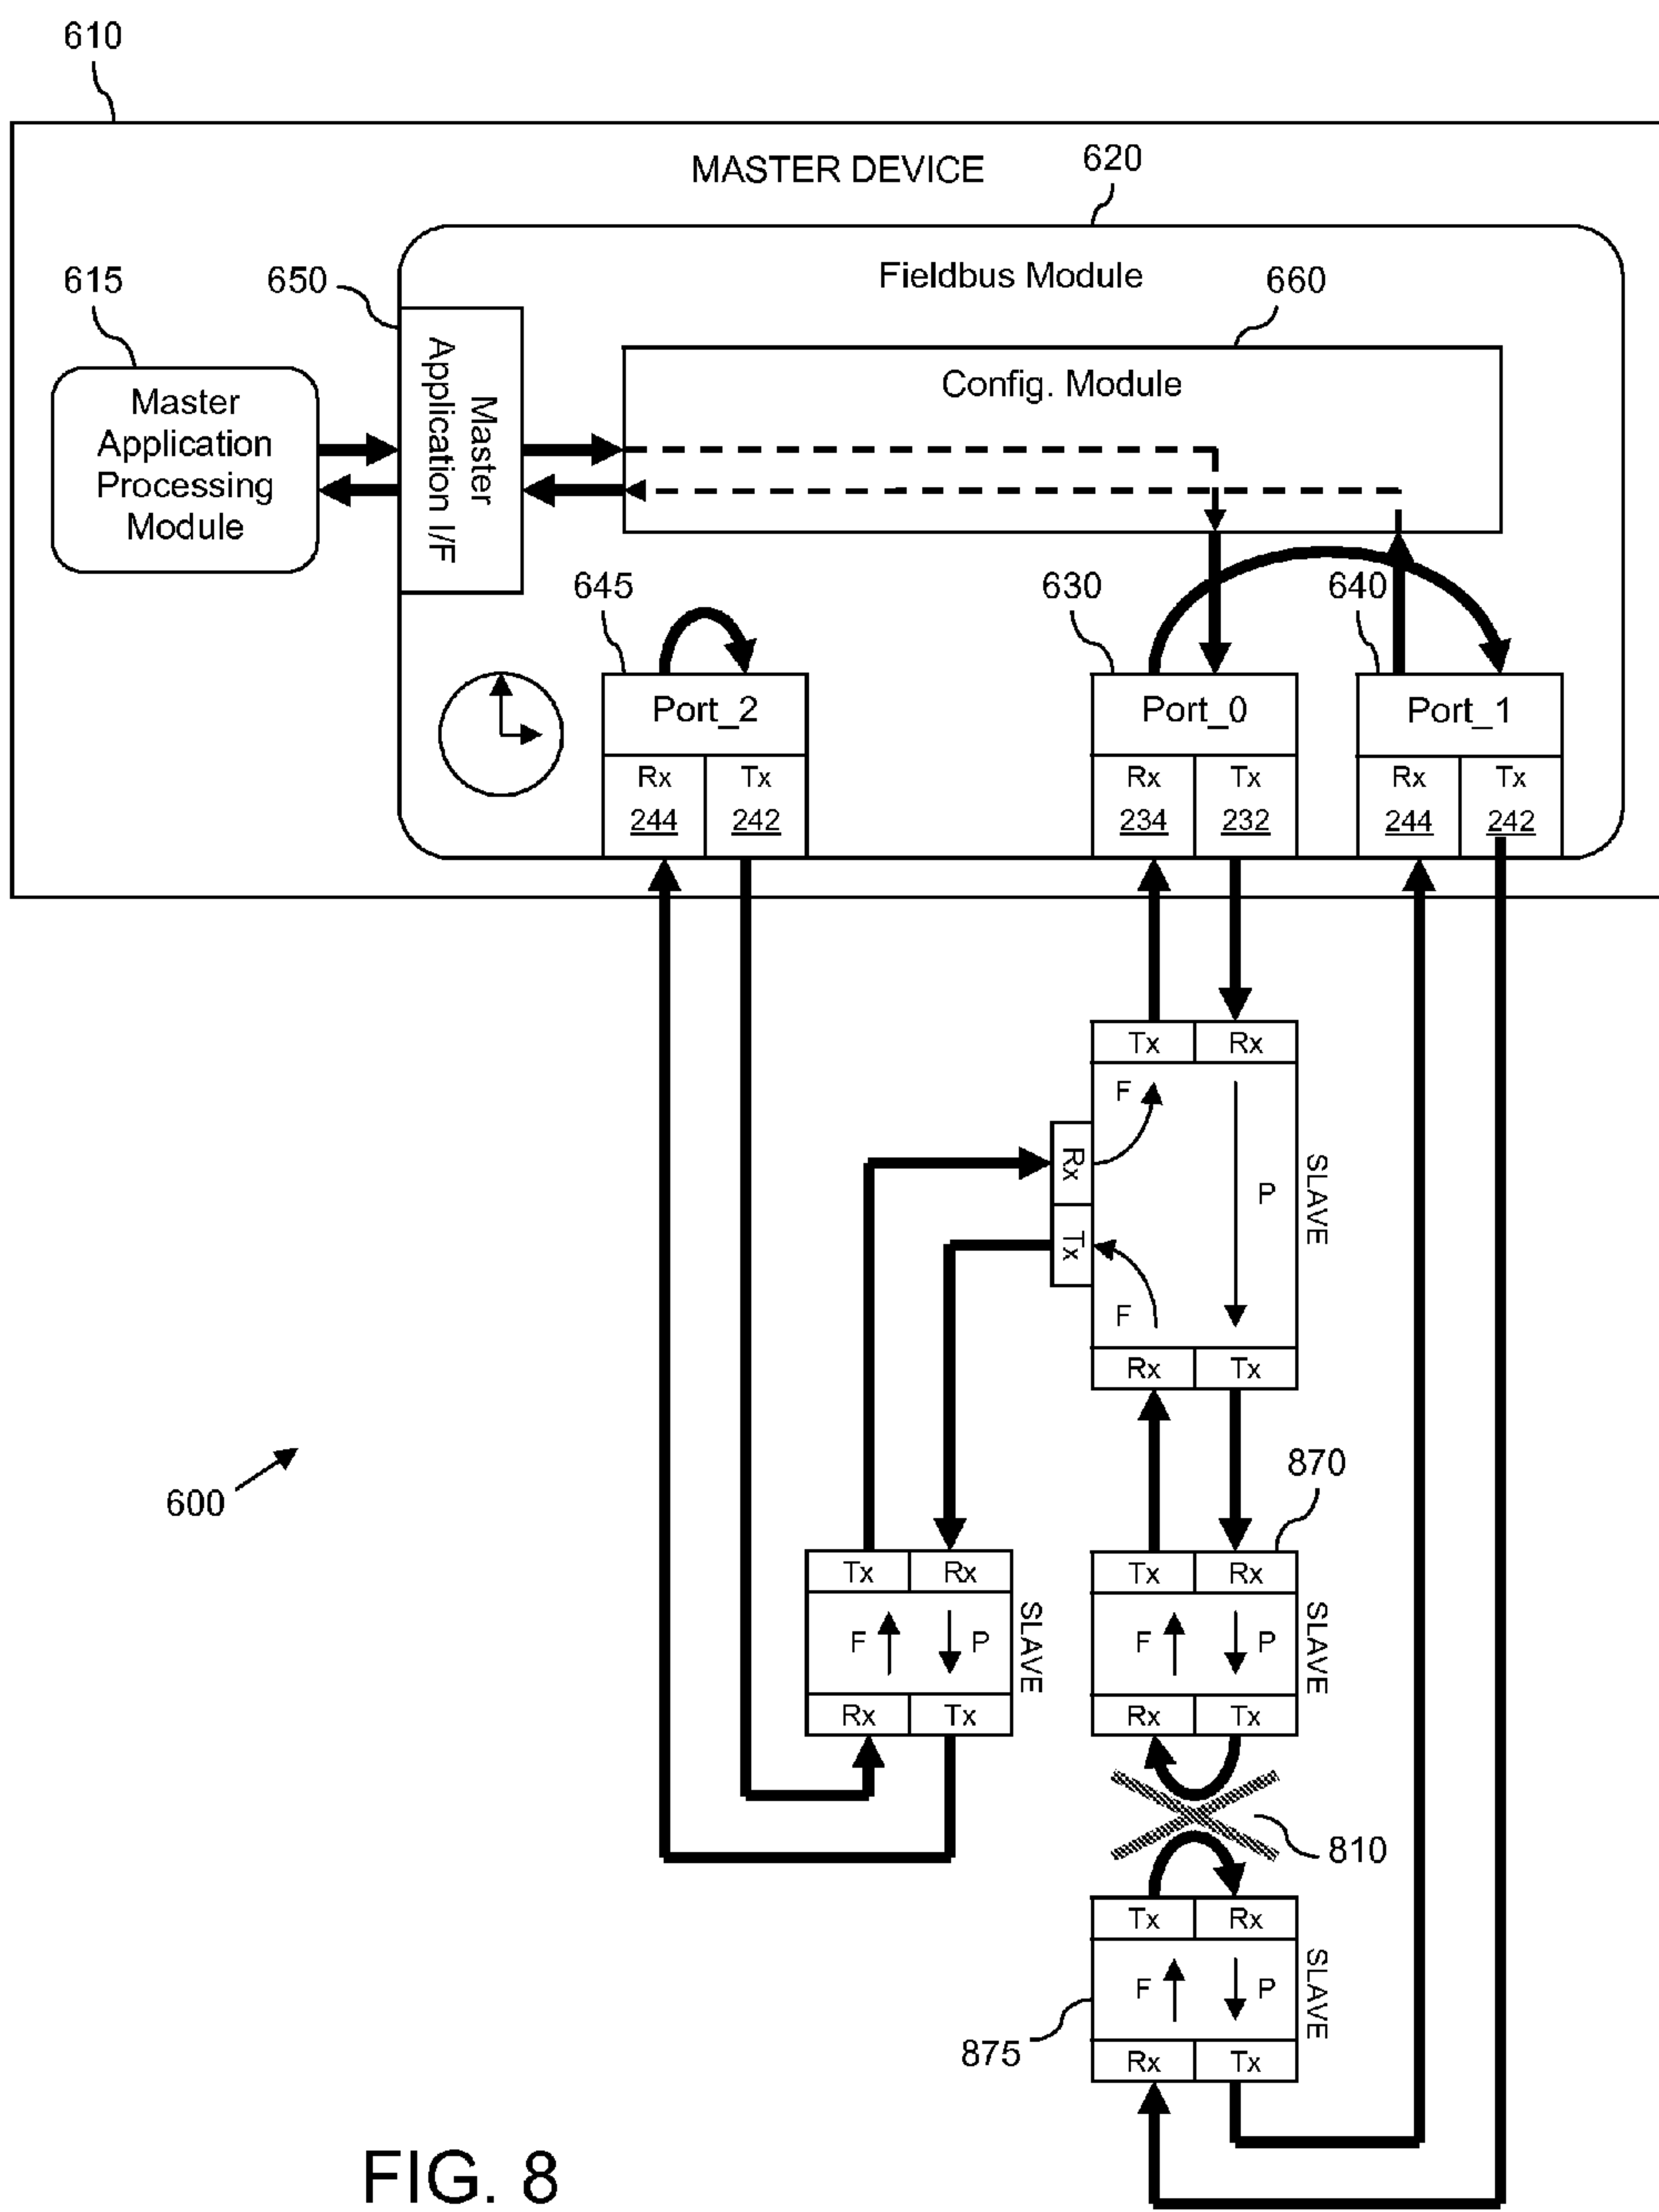 610
MASTER DEVICE
620
Fieldbus Module
615
650
660
Master
Application
Processing
Module
Master
Application I/F
Config. Module
645
630
640
Port_2
Rx
244
Tx
242
Port_0
Rx
234
Tx
232
Port_1
Rx
244
Tx
242
Tx
Rx
F
P
Rx
Tx
F
SLAVE
Rx
Tx
600
870
Tx
Rx
F
P
SLAVE
Rx
Tx
Tx
Rx
F
P
SLAVE
Rx
Tx
810
Tx
Rx
F
P
SLAVE
875
Rx
Tx
FIG. 8